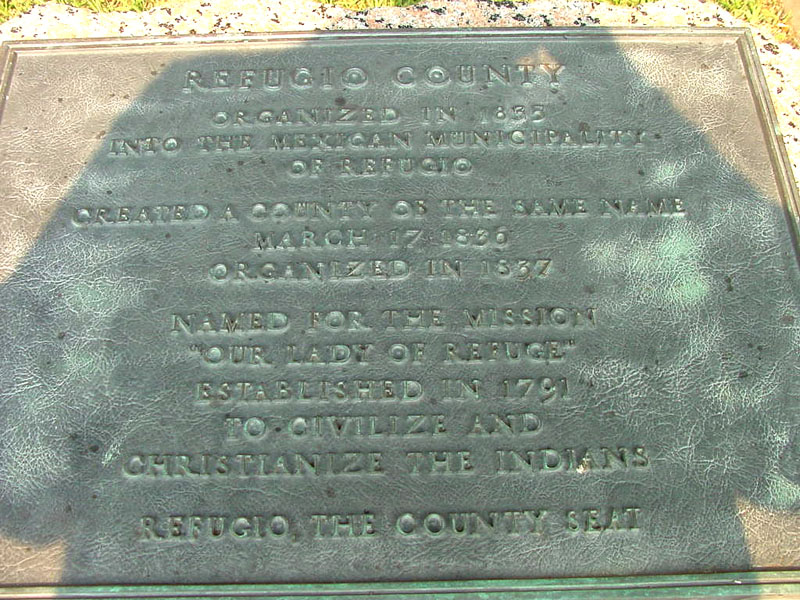 REFUGIO COUNTY
ORGANIZED IN 1833
INTO THE MEXICAN MUNICIPALITY
OF REFUGIO
CREATED A COUNTY OF THE SAME NAME
MARCH 17 1836
ORGANIZED IN 1837
NAMED FOR THE MISSION
"OUR LADY OF REFUGE"
ESTABLISHED IN 1791
TO CIVILIZE AND
CHRISTIANIZE THE INDIANS
REFUGIO, THE COUNTY SEAT